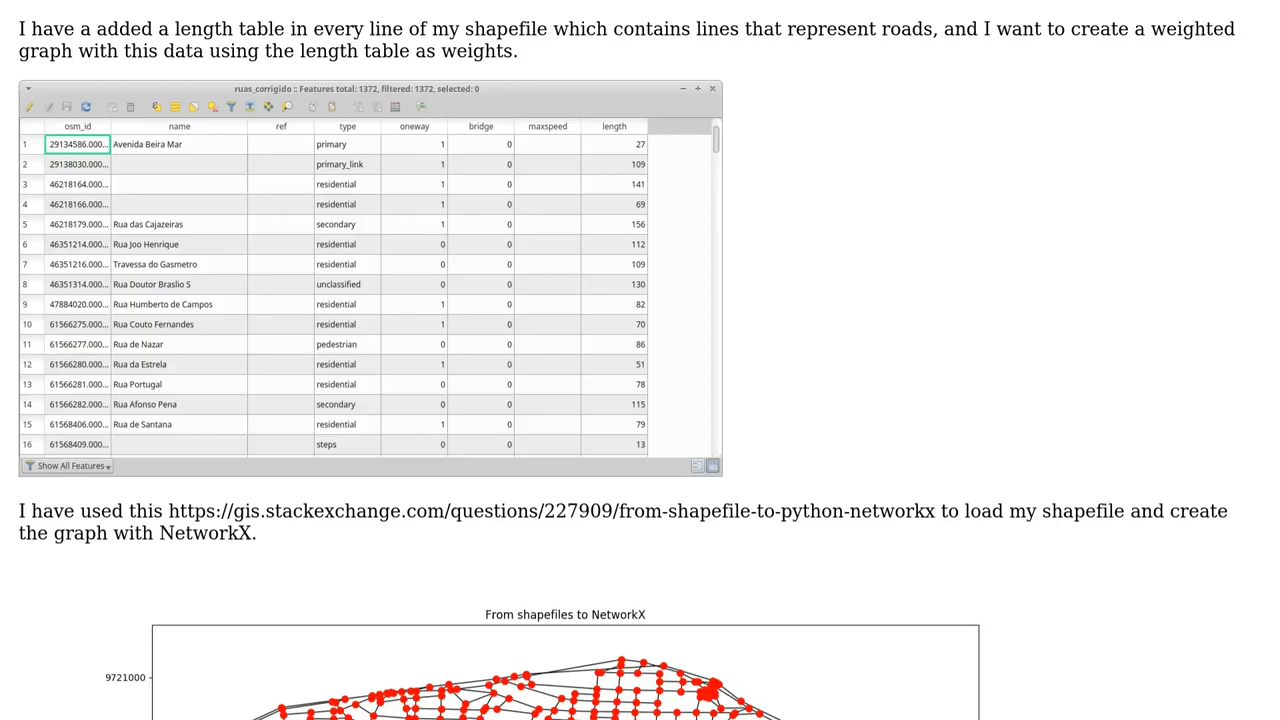 I have a added a length table in every line of my shapefile which contains lines that represent roads, and I want to create a weighted
graph with this data using the length table as weights.
ruas_corrigido :: Features total: 1372, filtered: 1372, selected: 0
osm_id name ref type oneway bridge maxspeed length
1 29134586.000... Avenida Beira Mar primary 1 0 27
2 29138030.000... primary_link 1 0 109
3 46218164.000... residential 1 0 141
4 46218166.000... residential 1 0 69
5 46218179.000... Rua das Cajazeiras secondary 1 0 156
6 46351214.000... Rua Joo Henrique residential 0 0 112
7 46351216.000... Travessa do Gasmetro residential 0 0 109
8 46351314.000... Rua Doutor Braslio S unclassified 0 0 130
9 47884020.000... Rua Humberto de Campos residential 1 0 82
10 61566275.000... Rua Couto Fernandes residential 1 0 70
11 61566277.000... Rua de Nazar pedestrian 0 0 86
12 61566280.000... Rua da Estrela residential 1 0 51
13 61566281.000... Rua Portugal residential 0 0 78
14 61566282.000... Rua Afonso Pena secondary 0 0 115
15 61568406.000... Rua de Santana residential 1 0 79
16 61568409.000... steps 0 0 13
Show All Features
I have used this https://gis.stackexchange.com/questions/227909/from-shapefile-to-python-networkx to load my shapefile and create
the graph with NetworkX.
From shapefiles to NetworkX
9721000